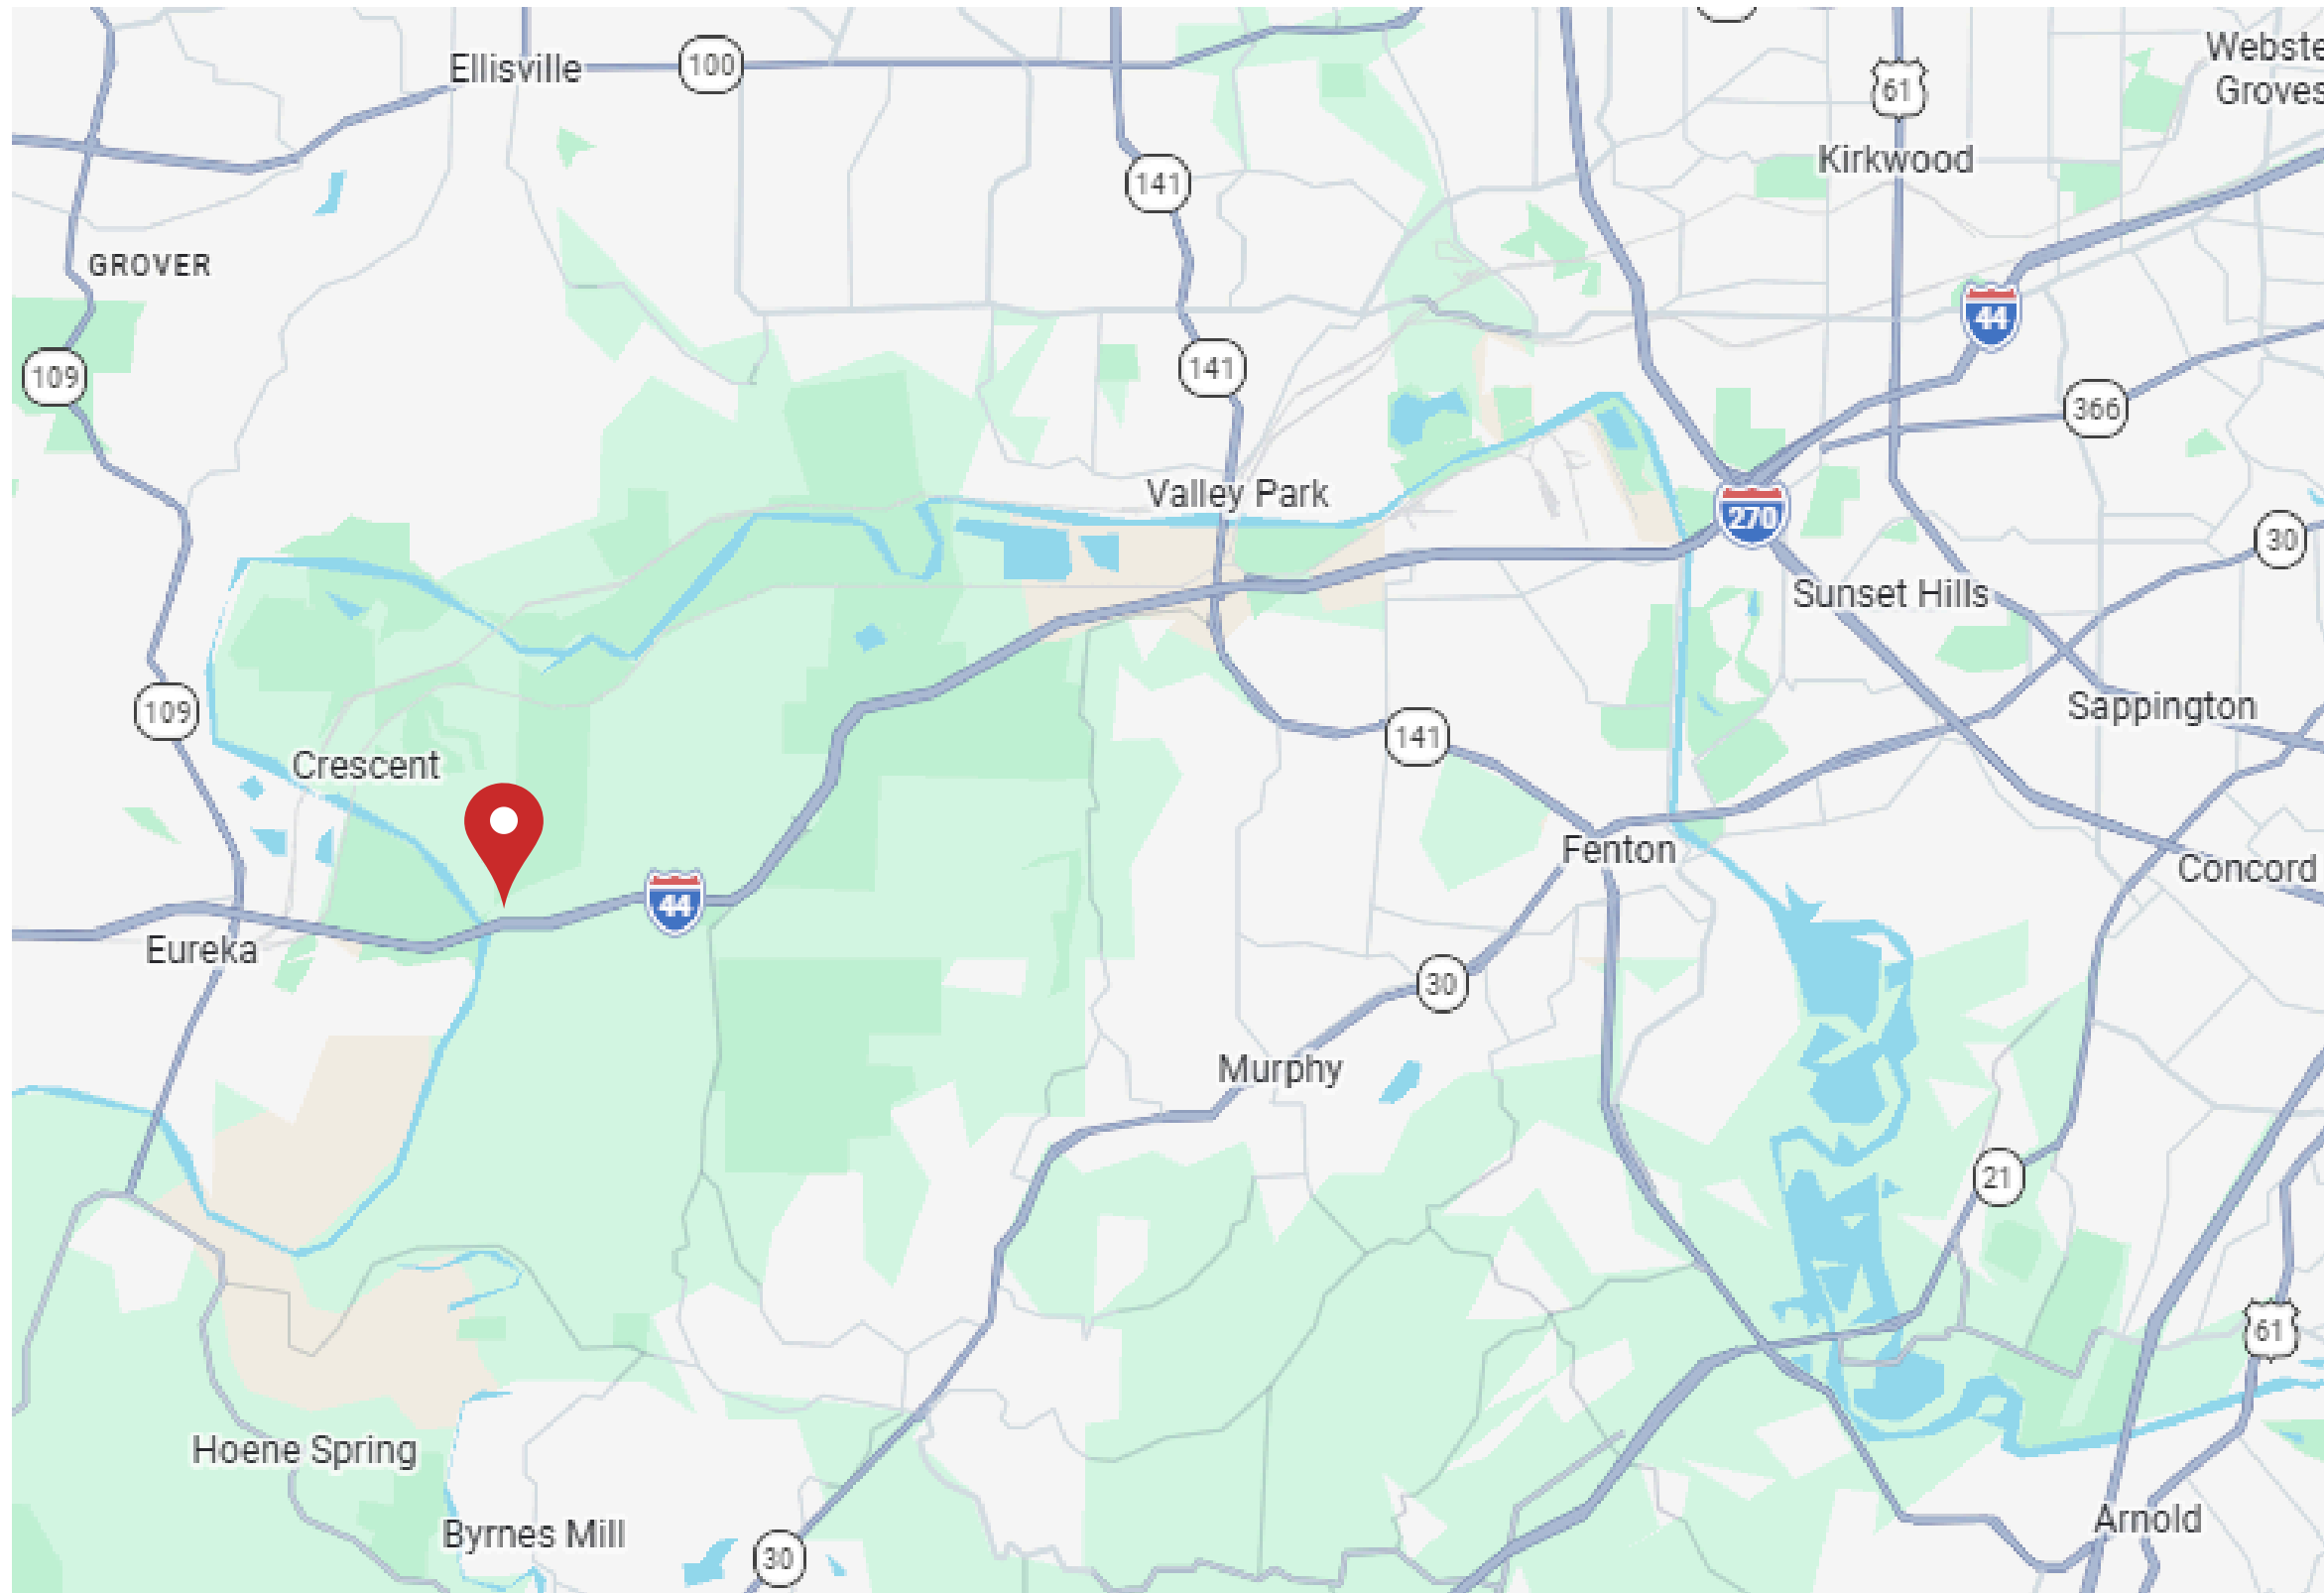 Ellisville
100
61
Webste
Groves
Kirkwood
141
GROVER
44
109
141
366
Valley Park
270
30
Sunset Hills
109
Sappington
141
Crescent
Fenton
Concord
44
Eureka
30
Murphy
21
61
Hoene Spring
Arnold
Byrnes Mill
30